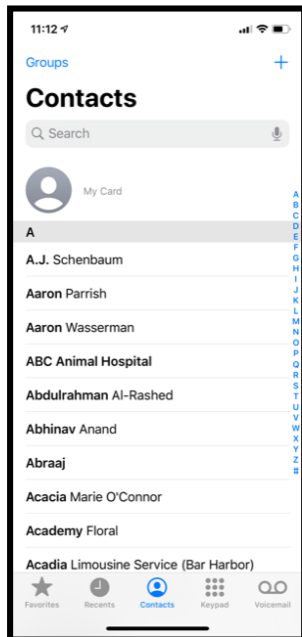 11:12
Groups +
Contacts
Search
My Card
A
A.J. Schenbaum
Aaron Parrish
Aaron Wasserman
ABC Animal Hospital
Abdulrahman Al-Rashed
Abhinav Anand
Abraaj
Acacia Marie O'Connor
Academy Floral
Acadia Limousine Service (Bar Harbor)
A
B
C
D
E
F
G
H
I
J
K
L
M
N
O
P
Q
R
S
T
U
V
W
X
Y
Z
#
Favorites Recents Contacts Keypad Voicemail